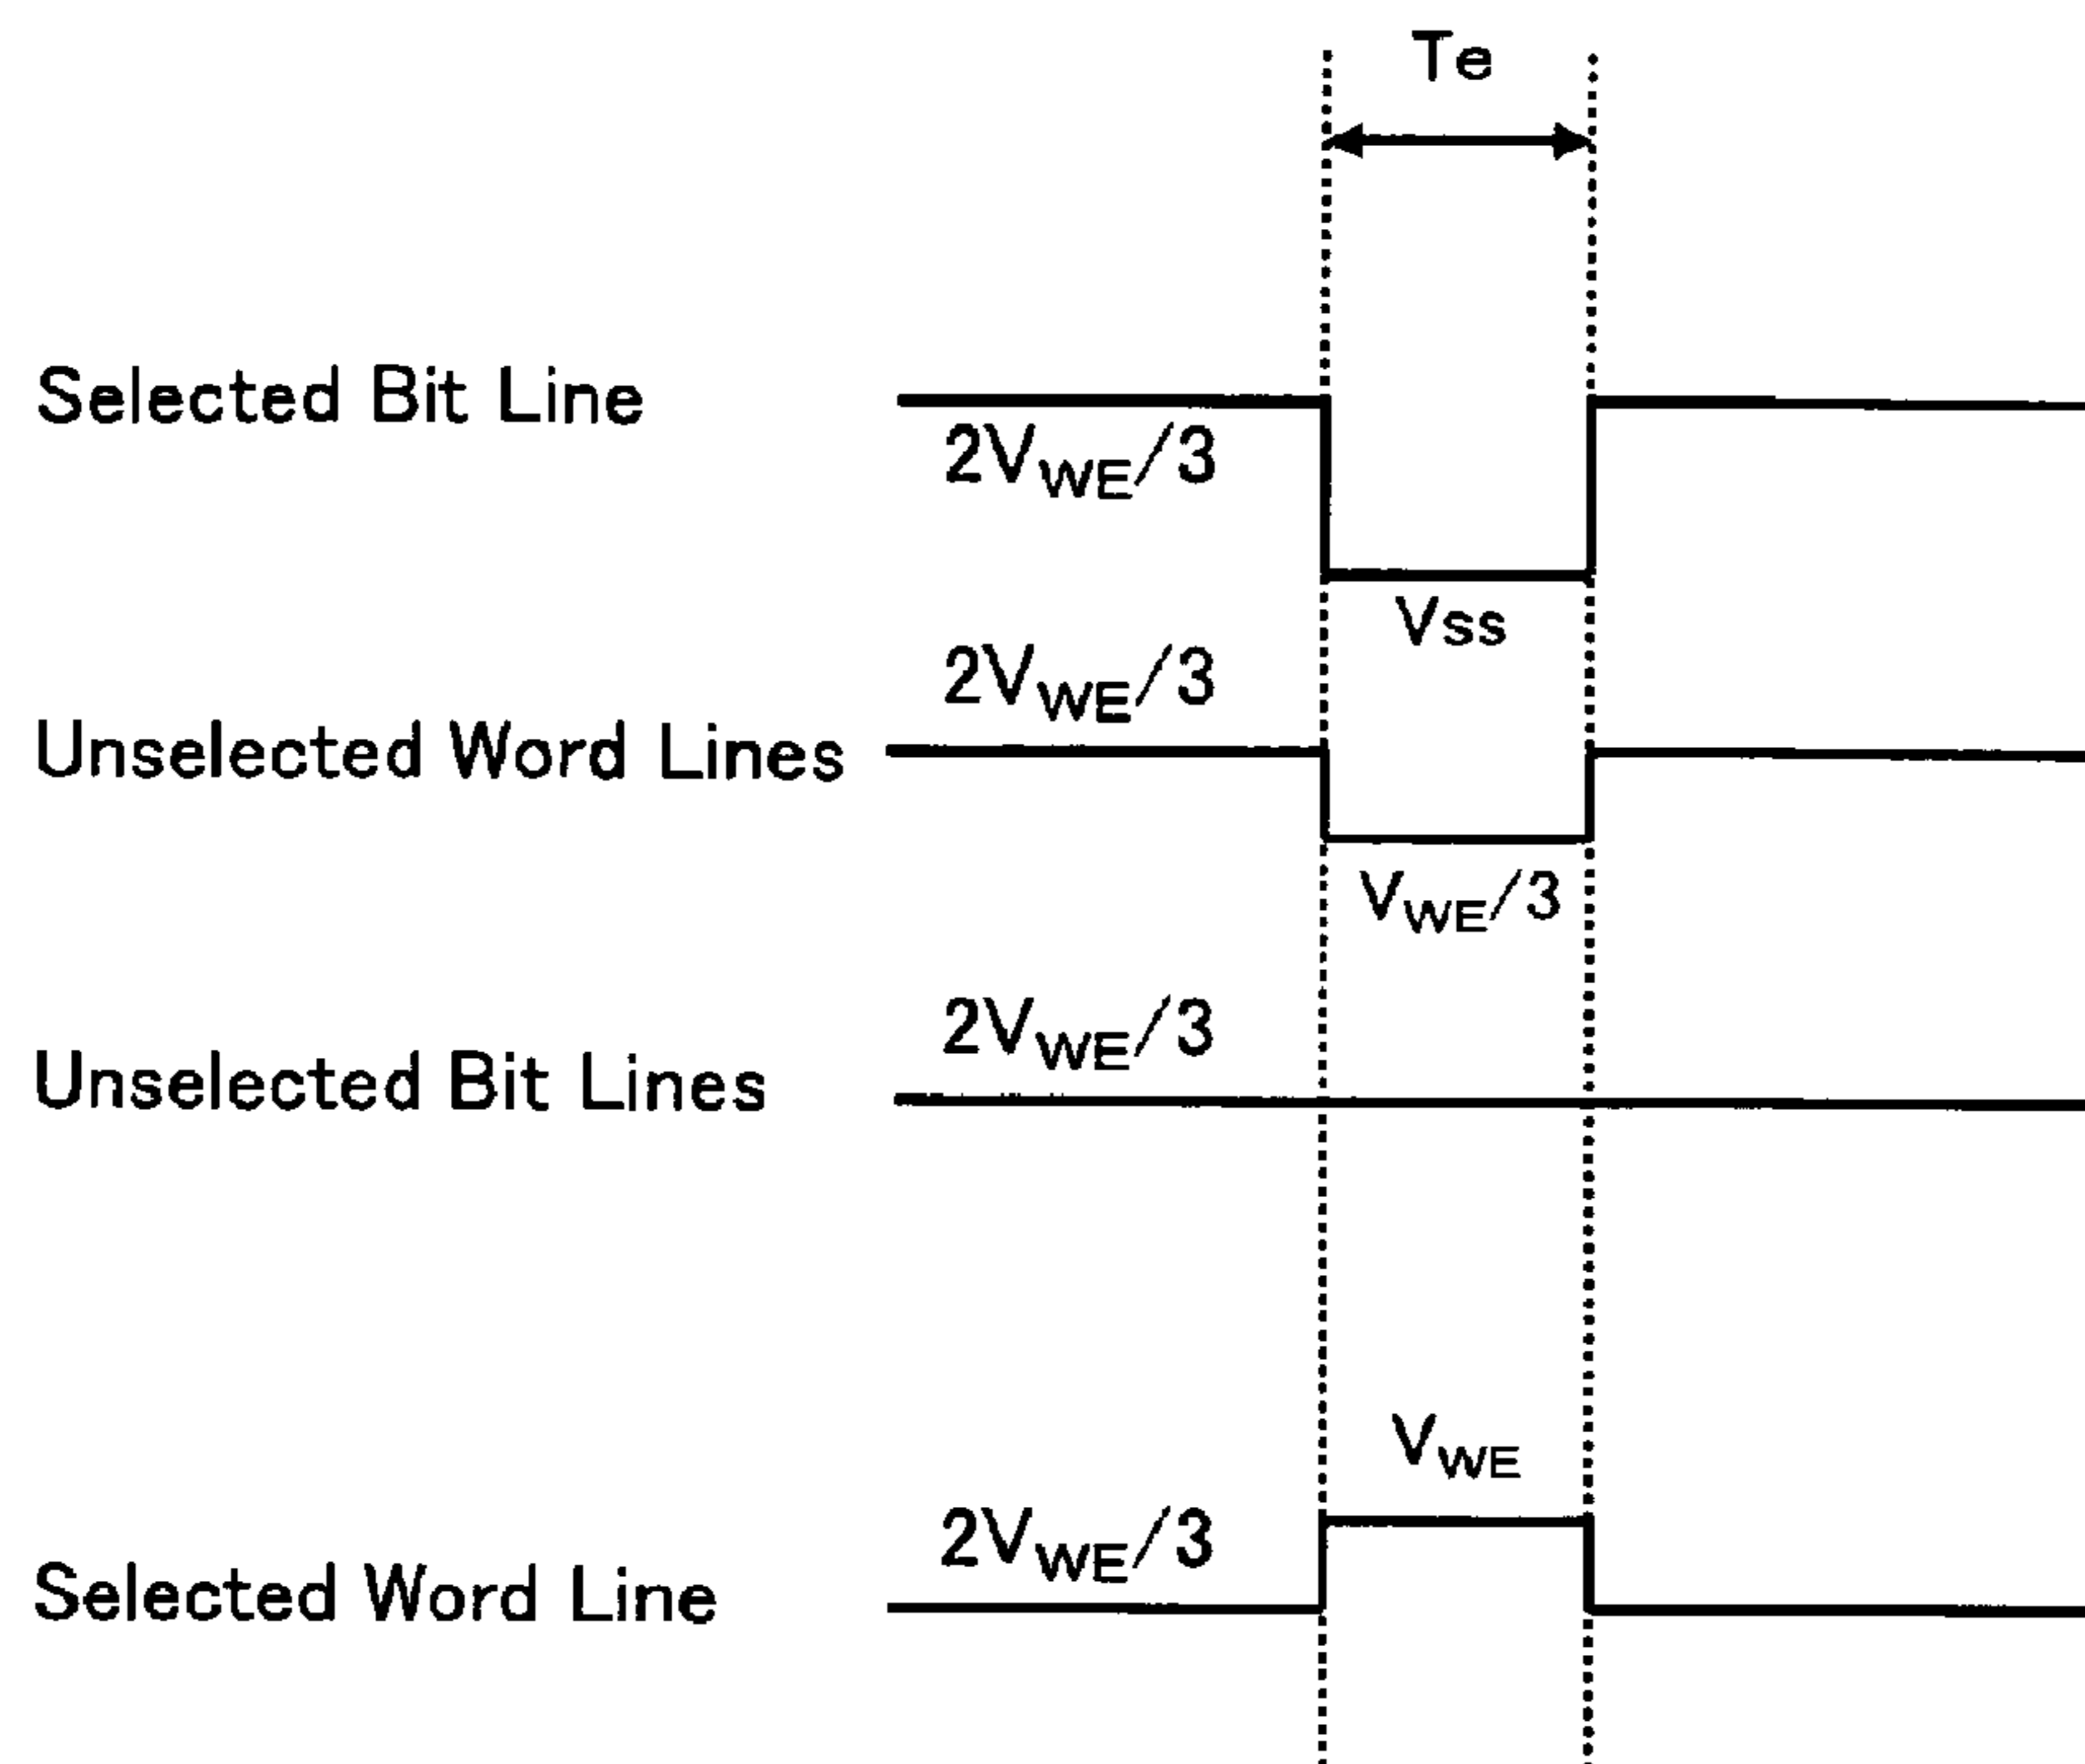 Te
Selected Bit Line
2VWE/3
Vss
2VWE/3
Unselected Word Lines
VWE/3
2VWE/3
Unselected Bit Lines
VWE
2VWE/3
Selected Word Line